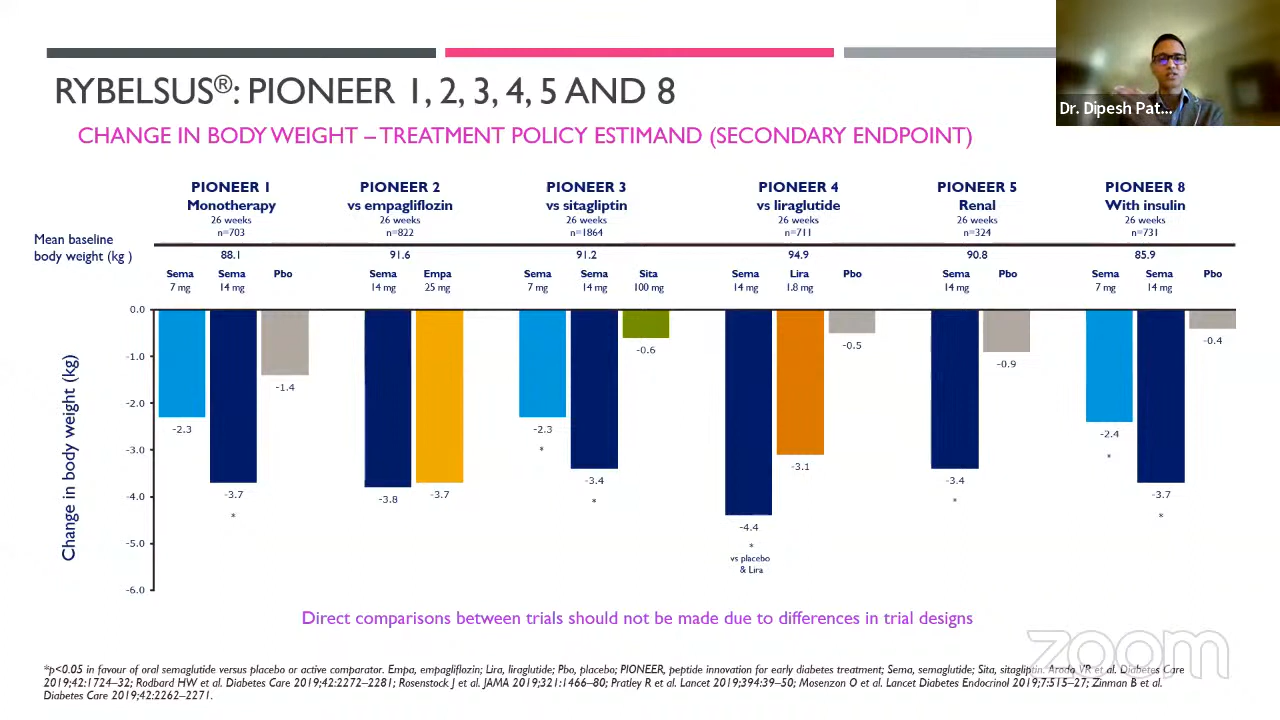 RYBELSUS®: PIONEER 1, 2, 3, 4, 5 AND 8
Dr. Dipesh Pat...
CHANGE IN BODY WEIGHT – TREATMENT POLICY ESTIMAND (SECONDARY ENDPOINT)
PIONEER 1 PIONEER 2 PIONEER 3 PIONEER 4 PIONEER 5 PIONEER 8
Monotherapy vs empagliflozin vs sitagliptin vs liraglutide Renal With insulin
26 weeks 26 weeks 26 weeks 26 weeks 26 weeks 26 weeks
n=703 n=822 n=1864 n=711 n=324 n=731
Mean baseline
body weight (kg ) 88.1 91.6 91.2 94.9 90.8 85.9
Sema Sema Pbo Sema Empa Sema Sema Sita Sema Lira Pbo Sema Pbo Sema Sema Pbo
7 mg 14 mg 14 mg 25 mg 7 mg 14 mg 100 mg 14 mg 1.8 mg 14 mg 7 mg 14 mg
Change in body weight (kg)
0.0
-1.0
-2.0
-3.0
-4.0
-5.0
-6.0
-2.3 -3.7 -1.4 -3.8 -3.7 -2.3 -3.4 -0.6 -4.4 -3.1 -0.5 -3.4 -0.9 -2.4 -3.7 -0.4
* * * * * * *
vs placebo
& Lira
Direct comparisons between trials should not be made due to differences in trial designs
zoom
*p<0.05 in favour of oral semaglutide versus placebo or active comparator. Empa, empagliflozin; Lira, liraglutide; Pbo, placebo; PIONEER, peptide innovation for early diabetes treatment; Sema, semaglutide; Sita, sitagliptin. Aroda VR et al. Diabetes Care
2019;42:1724–32; Rodbard HW et al. Diabetes Care 2019;42:2272–2281; Rosenstock J et al. JAMA 2019;321:1466–80; Pratley R et al. Lancet 2019;394:39–50; Mosenzon O et al. Lancet Diabetes Endocrinol 2019;7:515–27; Zinman B et al.
Diabetes Care 2019;42:2262–2271.